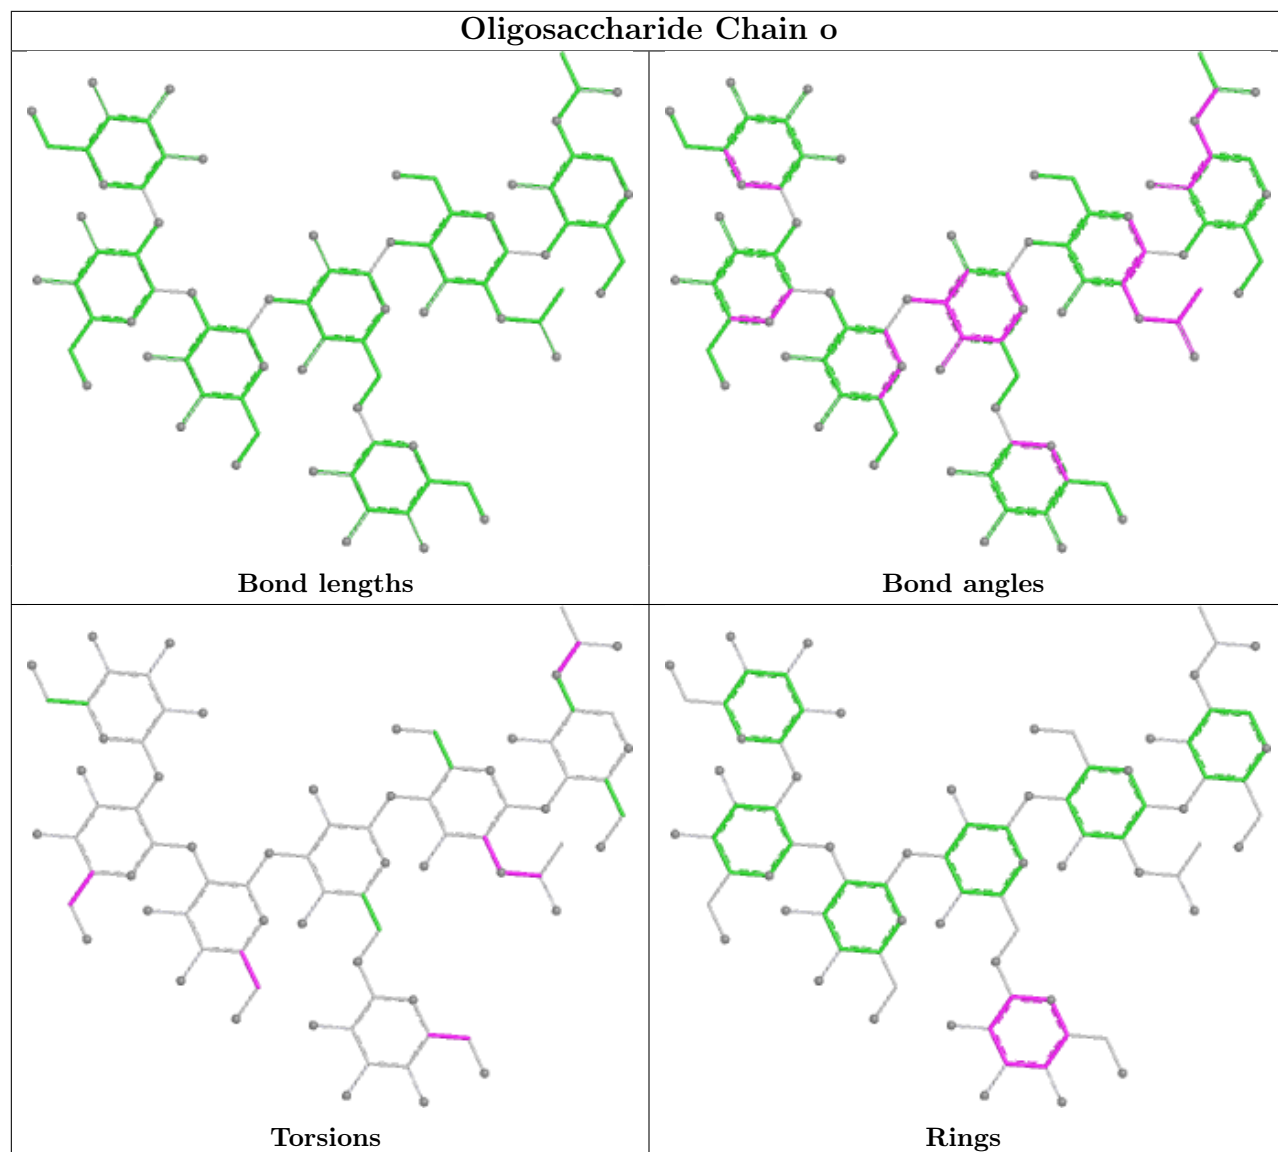 Oligosaccharide Chain o
Bond lengths
Bond angles
Torsions
Rings